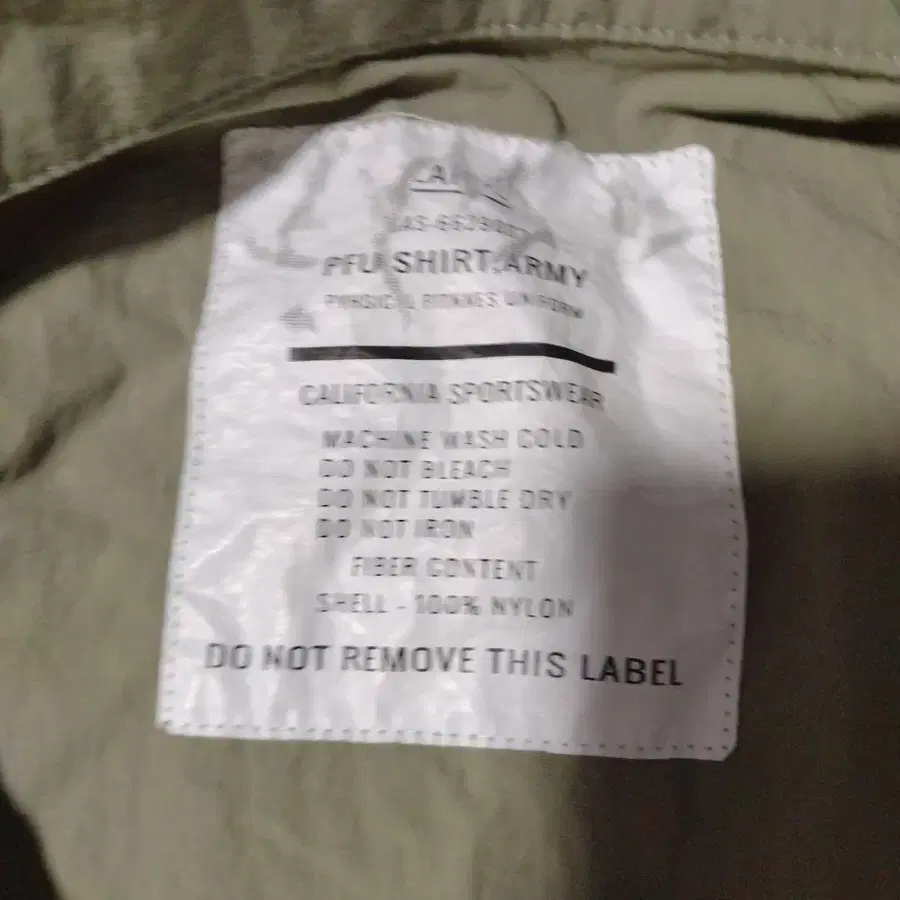 PFU SHIRT, ARMY
UNIFORM
CALIFORNIA SPORTSWEAR
MACHINE WASH COLD
DO NOT BLEACH
DO NOT TUMBLE DRY
DO NOT IRON
FIBER CONTENT
SHELL - 100% NYLON
DO NOT REMOVE THIS LABEL